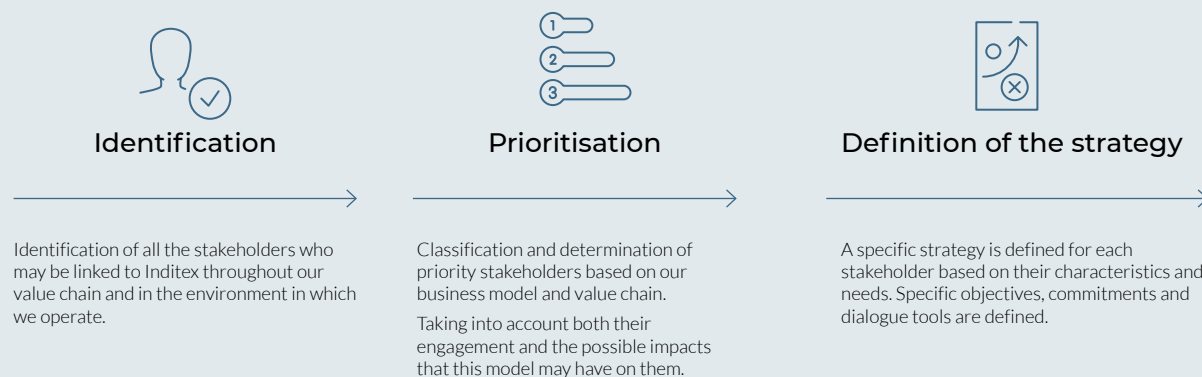 1
2
3
Identification
Prioritisation
Definition of the strategy
Identification of all the stakeholders who
may be linked to Inditex throughout our
value chain and in the environment in which
we operate.
Classification and determination of
priority stakeholders based on our
business model and value chain.
Taking into account both their
engagement and the possible impacts
that this model may have on them.
A specific strategy is defined for each
stakeholder based on their characteristics and
needs. Specific objectives, commitments and
dialogue tools are defined.